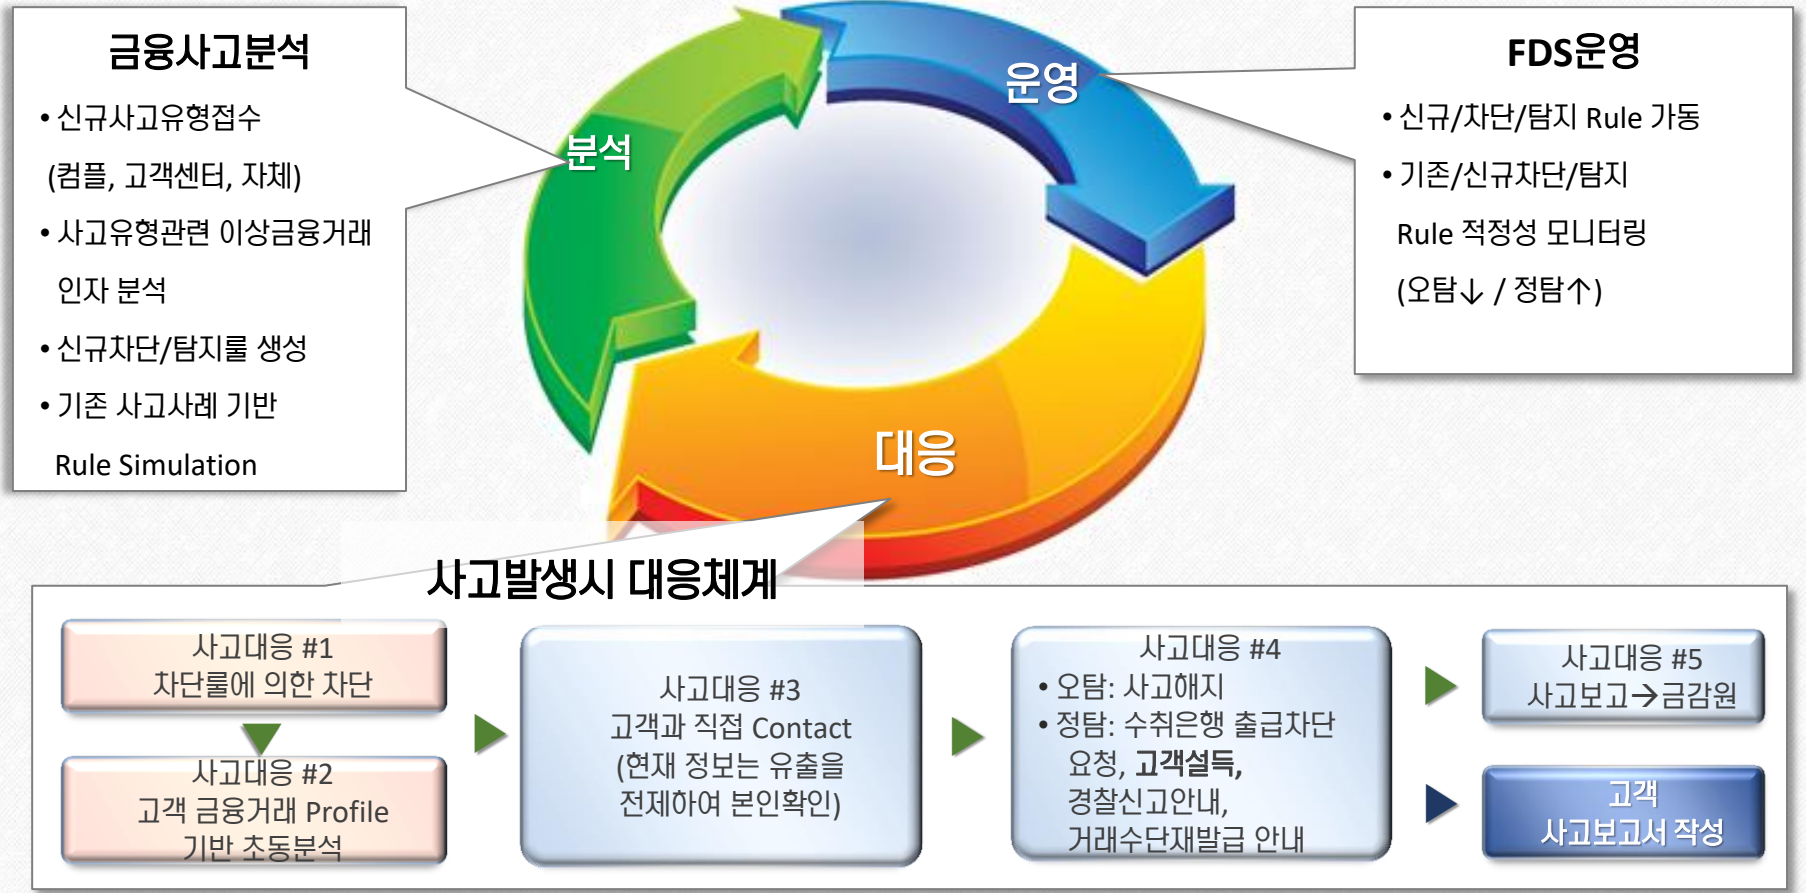 금융사고분석
• 신규사고유형접수
(컴플, 고객센터, 자체)
• 사고유형관련 이상금융거래
인자 분석
• 신규차단/탐지룰 생성
• 기존 사고사례 기반
Rule Simulation
분석
운영
대응
FDS운영
• 신규/차단/탐지 Rule 가동
• 기존/신규차단/탐지
Rule 적정성 모니터링
(오탐↓ / 정탐↑)
사고발생시 대응체계
사고대응 #1
차단룰에 의한 차단
사고대응 #2
고객 금융거래 Profile
기반 초동분석
사고대응 #3
고객과 직접 Contact
(현재 정보는 유출을
전제하여 본인확인)
사고대응 #4
• 오탐: 사고해지
• 정탐: 수취은행 출급차단
요청, 고객설득,
경찰신고안내,
거래수단재발급 안내
사고대응 #5
사고보고→금감원
고객
사고보고서 작성